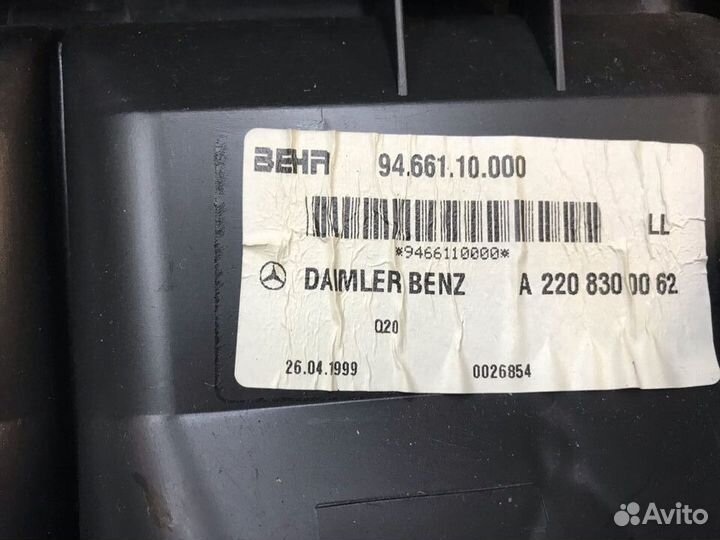 BEHR 94.661.10.000
LL
*9466110000*
DAIMLER BENZ A 220 830 00 62
Q20
26.04.1999 0026854
Avito